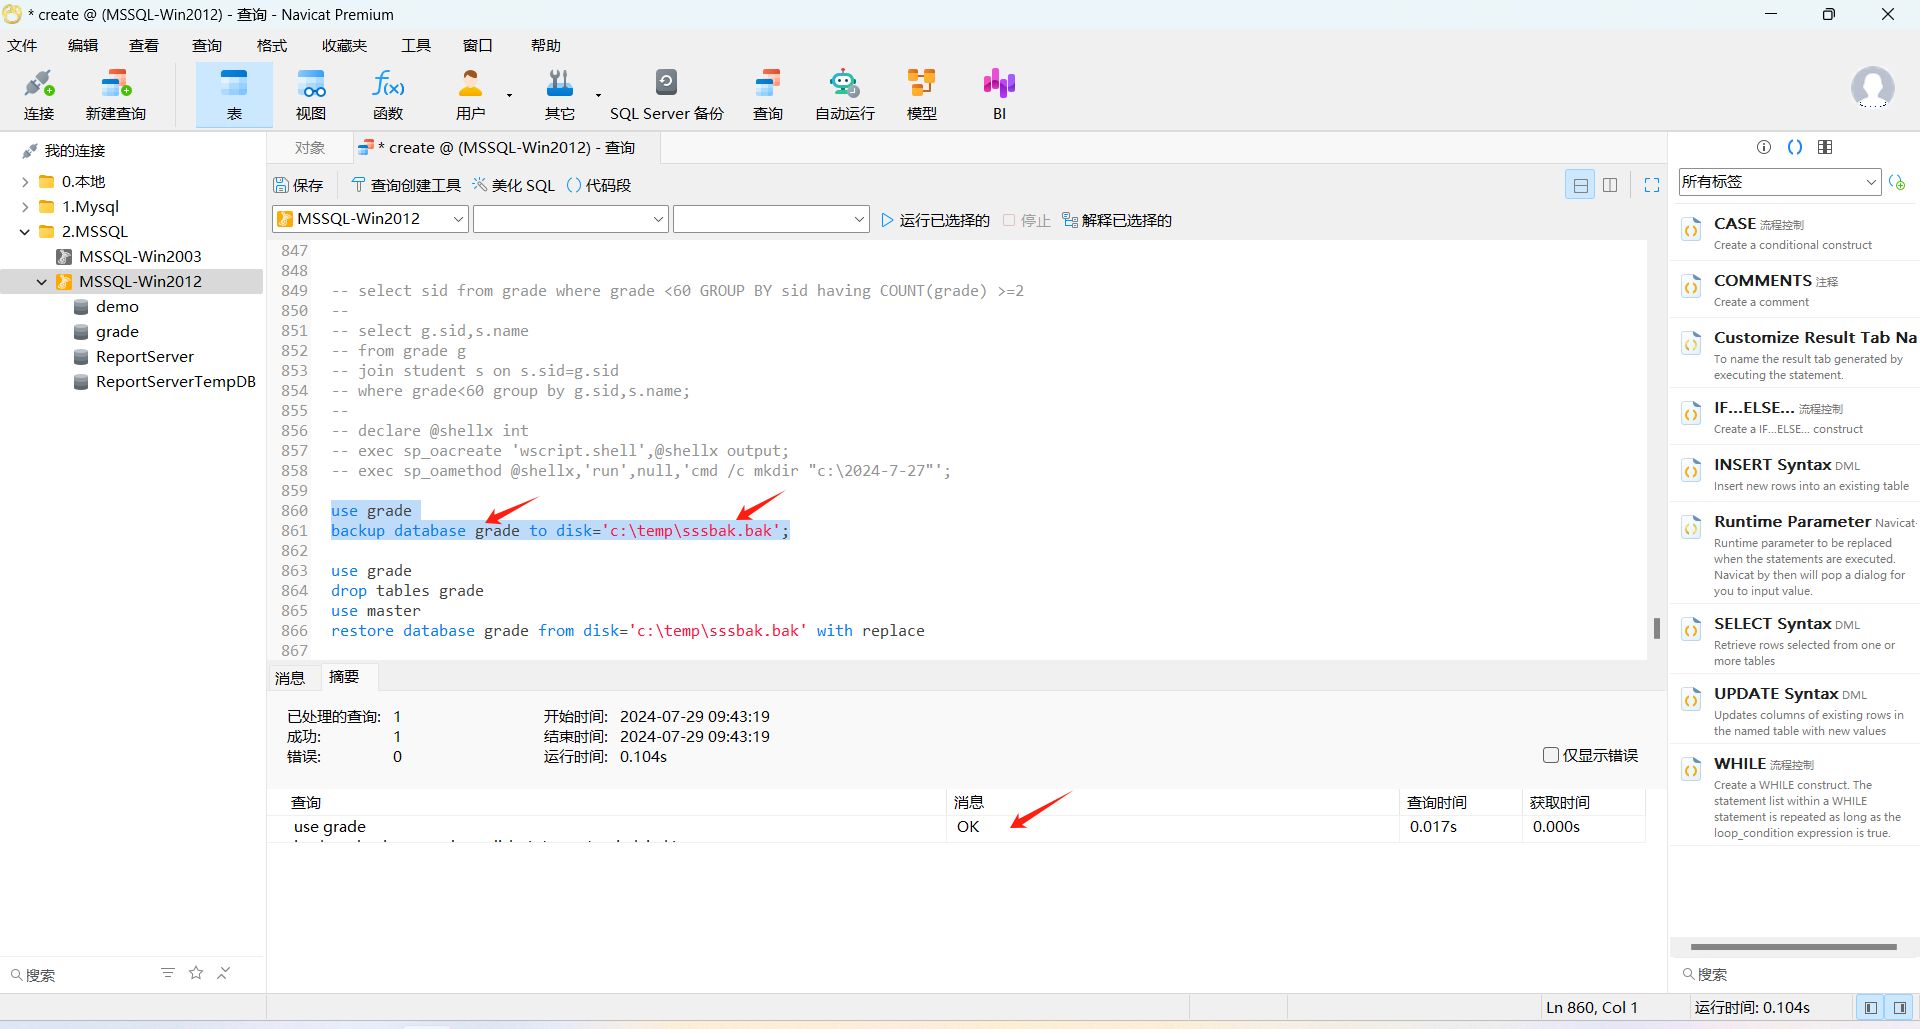 * create @ (MSSQL-Win2012) - 查询 - Navicat Premium
文件 编辑 查看 查询 格式 收藏夹 工具 窗口 帮助
连接 新建查询 表 视图 函数 用户 其它 SQL Server 备份 查询 自动运行 模型 BI
我的连接
0.本地
1.Mysql
2.MSSQL
MSSQL-Win2003
MSSQL-Win2012
demo
grade
ReportServer
ReportServerTempDB
搜索
对象 * create @ (MSSQL-Win2012) - 查询
保存 查询创建工具 美化 SQL 代码段
MSSQL-Win2012 运行已选择的 停止 解释已选择的
847
848
849 -- select sid from grade where grade <60 GROUP BY sid having COUNT(grade) >=2
850 --
851 -- select g.sid,s.name
852 -- from grade g
853 -- join student s on s.sid=g.sid
854 -- where grade<60 group by g.sid,s.name;
855 --
856 -- declare @shellx int
857 -- exec sp_oacreate 'wscript.shell',@shellx output;
858 -- exec sp_oamethod @shellx,'run',null,'cmd /c mkdir "c:\2024-7-27"';
859
860 use grade
861 backup database grade to disk='c:\temp\sssbak.bak';
862
863 use grade
864 drop tables grade
865 use master
866 restore database grade from disk='c:\temp\sssbak.bak' with replace
867
消息 摘要
已处理的查询: 1 开始时间: 2024-07-29 09:43:19
成功: 1 结束时间: 2024-07-29 09:43:19
错误: 0 运行时间: 0.104s
仅显示错误
查询 消息 查询时间 获取时间
use grade OK 0.017s 0.000s
所有标签
CASE 流程控制
Create a conditional construct
COMMENTS 注释
Create a comment
Customize Result Tab Na
To name the result tab generated by
executing the statement.
IF...ELSE... 流程控制
Create a IF...ELSE... construct
INSERT Syntax DML
Insert new rows into an existing table
Runtime Parameter Navicat
Runtime parameter to be replaced
when the statements are executed.
Navicat by then will pop a dialog for
you to input value.
SELECT Syntax DML
Retrieve rows selected from one or
more tables
UPDATE Syntax DML
Updates columns of existing rows in
the named table with new values
WHILE 流程控制
Create a WHILE construct. The
statement list within a WHILE
statement is repeated as long as the
loop_condition expression is true.
搜索
Ln 860, Col 1 运行时间: 0.104s